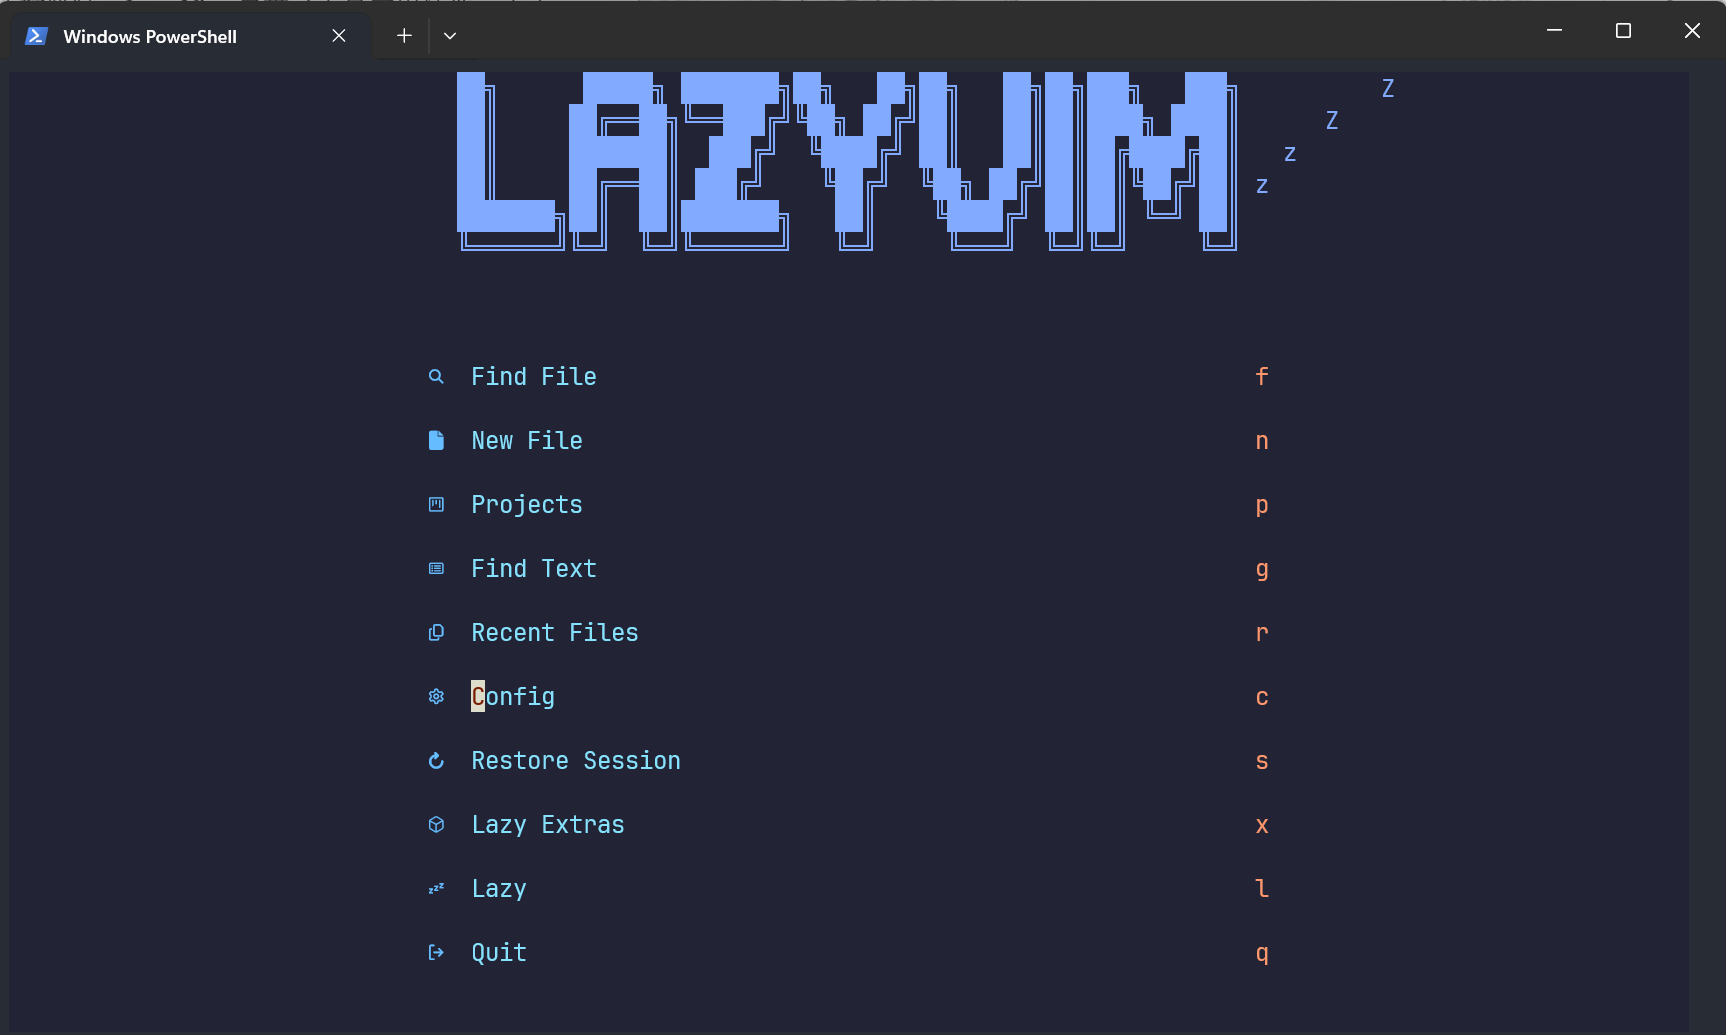 Windows PowerShell
LAZYVIM
Z
Z
z
z
Find File f
New File n
Projects p
Find Text g
Recent Files r
Config c
Restore Session s
Lazy Extras x
zzz Lazy l
Quit q